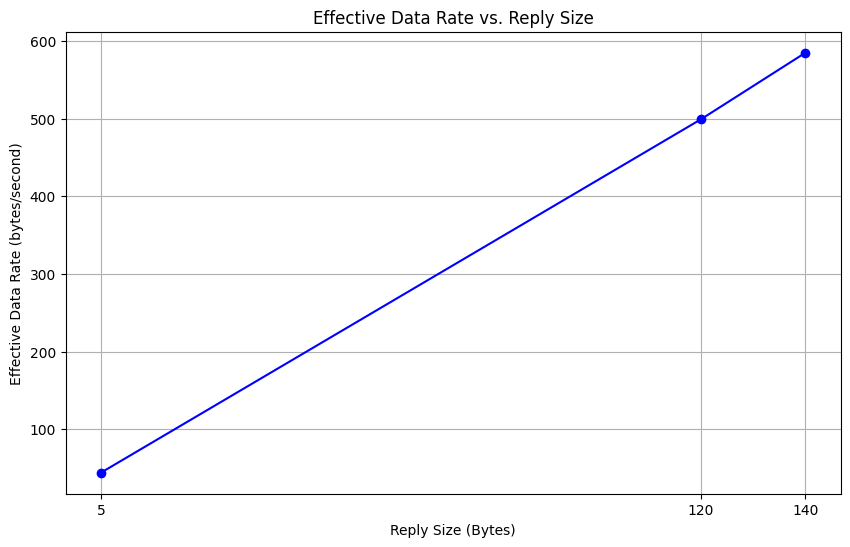 Effective Data Rate vs. Reply Size
600
500
400
300
200
100
Effective Data Rate (bytes/second)
5 120 140
Reply Size (Bytes)